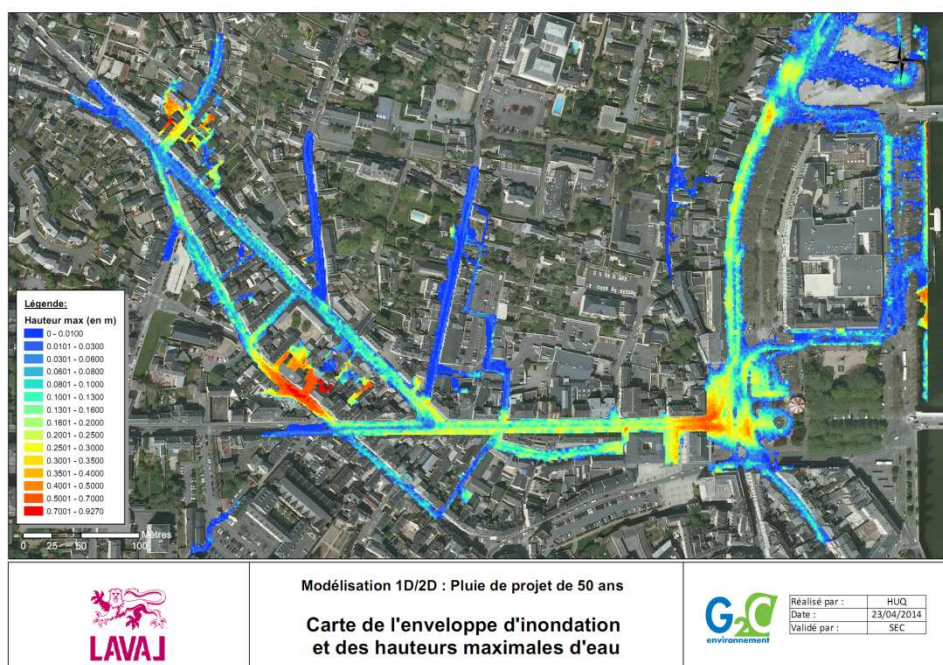 Légende:
Hauteur max (en m)
0 - 0.0100
0.0101 - 0.0300
0.0301 - 0.0600
0.0601 - 0.0800
0.0801 - 0.1000
0.1001 - 0.1300
0.1301 - 0.1600
0.1601 - 0.2000
0.2001 - 0.2500
0.2501 - 0.3000
0.3001 - 0.3500
0.3501 - 0.4000
0.4001 - 0.5000
0.5001 - 0.7000
0.7001 - 0.9270
Mètres
0 25 50 100
LAVAL
Modélisation 1D/2D : Pluie de projet de 50 ans
Carte de l'enveloppe d'inondation
et des hauteurs maximales d'eau
G2C
environnement
Réalisé par : HUQ
Date : 23/04/2014
Validé par : SEC